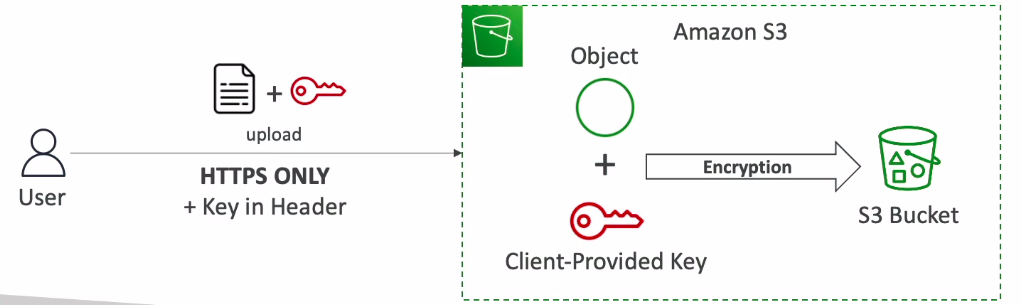 Amazon S3
Object
+
upload
HTTPS ONLY
+ Key in Header
User
+
Encryption
S3 Bucket
Client-Provided Key